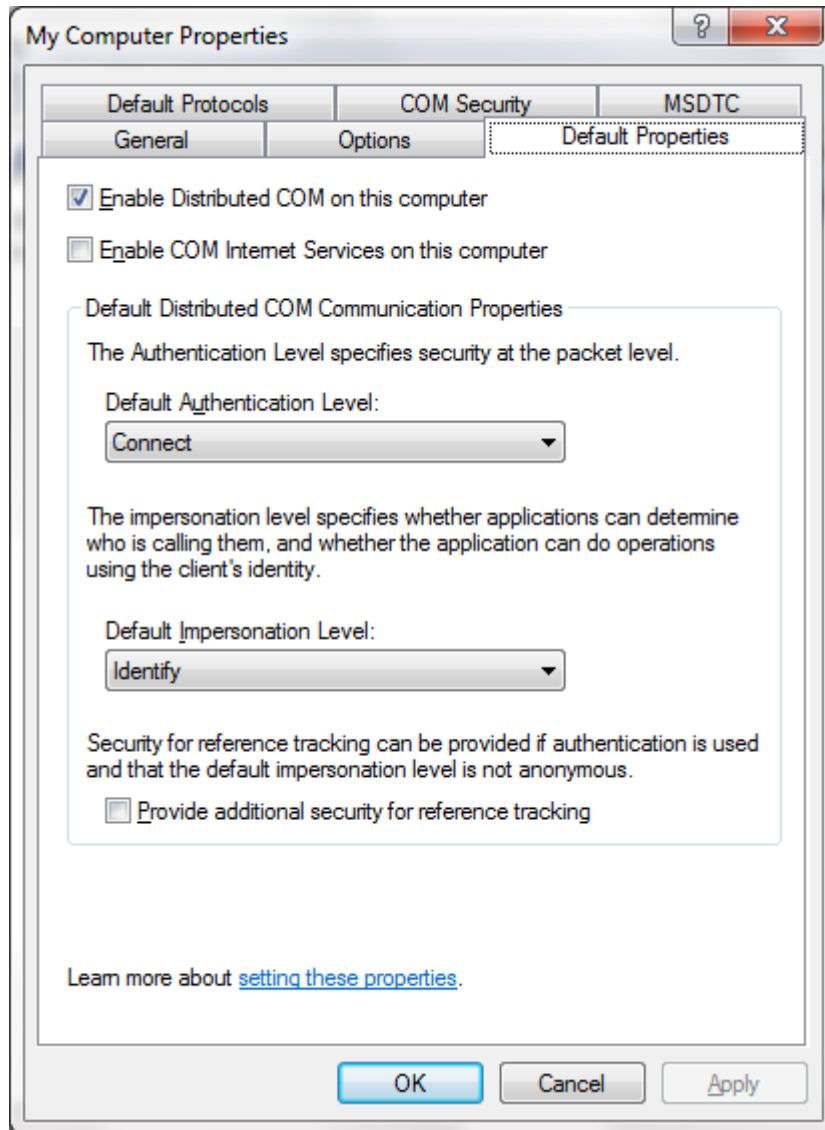 My Computer Properties
Default Protocols COM Security MSDTC
General Options Default Properties
Enable Distributed COM on this computer
Enable COM Internet Services on this computer
Default Distributed COM Communication Properties
The Authentication Level specifies security at the packet level.
Default Authentication Level:
Connect
The impersonation level specifies whether applications can determine
who is calling them, and whether the application can do operations
using the client's identity.
Default Impersonation Level:
Identify
Security for reference tracking can be provided if authentication is used
and that the default impersonation level is not anonymous.
Provide additional security for reference tracking
Learn more about setting these properties.
OK Cancel Apply